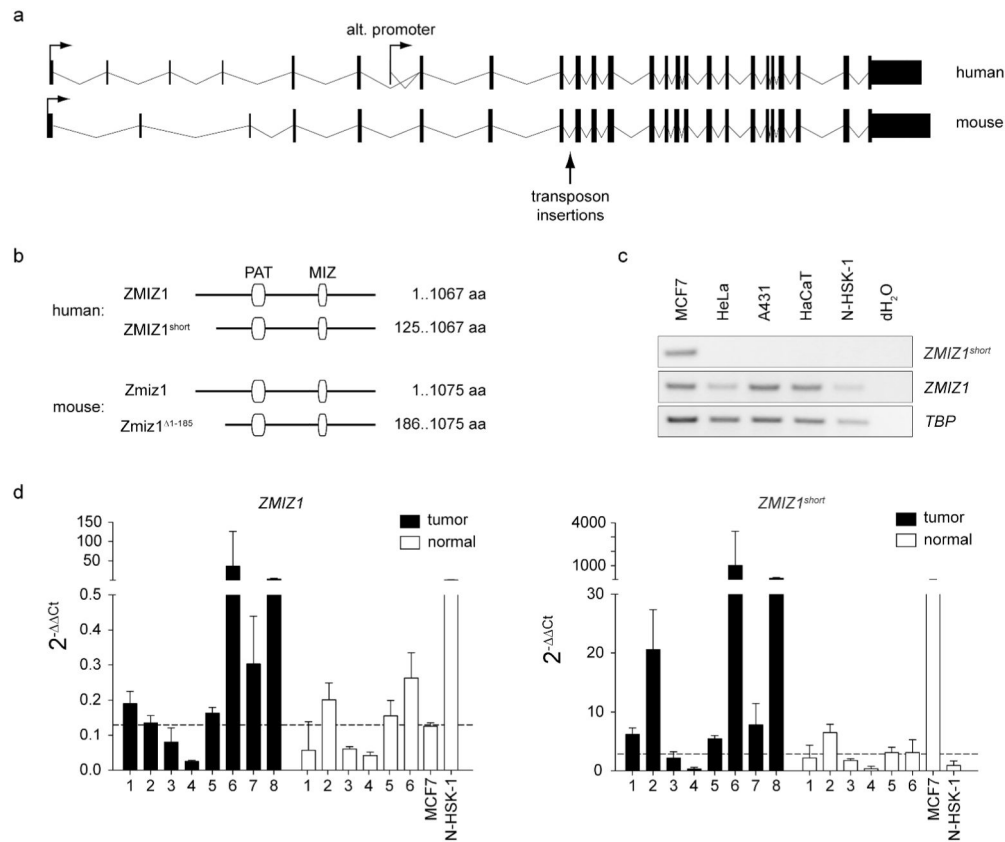 a
alt. promoter
human
mouse
transposon
insertions
b
PAT MIZ
human:
ZMIZ1 1..1067 aa
ZMIZ1short 125..1067 aa
mouse:
Zmiz1 1..1075 aa
Zmiz1Δ1-185 186..1075 aa
c
MCF7 HeLa A431 HaCaT N-HSK-1 dH2O
ZMIZ1short
ZMIZ1
TBP
d
ZMIZ1
tumor
normal
2-ΔΔCt
150
100
50
0.5
0.4
0.3
0.2
0.1
0.0
1 2 3 4 5 6 7 8 1 2 3 4 5 6 MCF7 N-HSK-1
ZMIZ1short
tumor
normal
2-ΔΔCt
4000
1000
30
20
10
0
1 2 3 4 5 6 7 8 1 2 3 4 5 6 MCF7 N-HSK-1